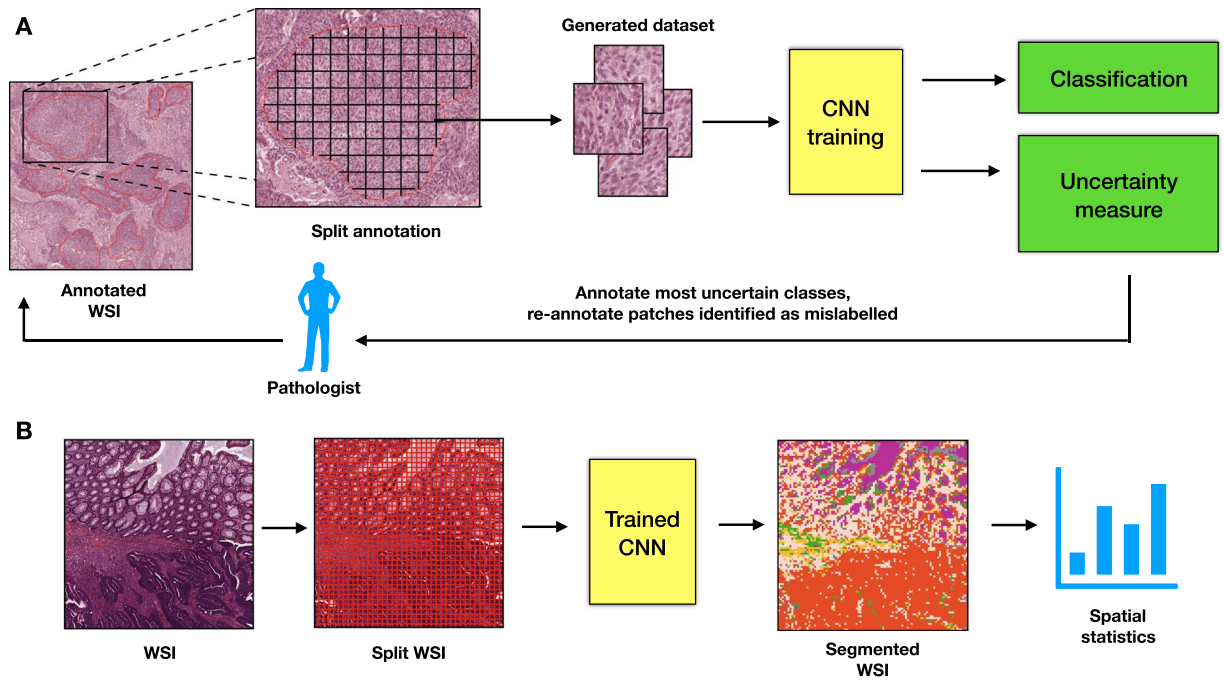 A
Generated dataset
CNN
training
Classification
Uncertainty
measure
Split annotation
Annotated
WSI
Annotate most uncertain classes,
re-annotate patches identified as mislabelled
Pathologist
B
Trained
CNN
WSI
Split WSI
Segmented
WSI
Spatial
statistics